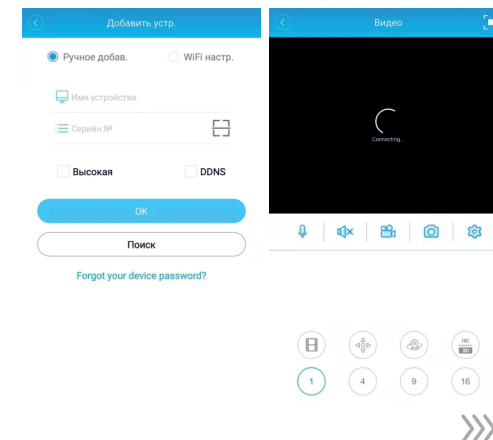 Добавить устр.
Ручное добав.
WiFi настр.
Имя устройства
Серийн.№
Высокая
DDNS
OK
Поиск
Forgot your device password?
Видео
Connecting...
HD
SD
1
4
9
16